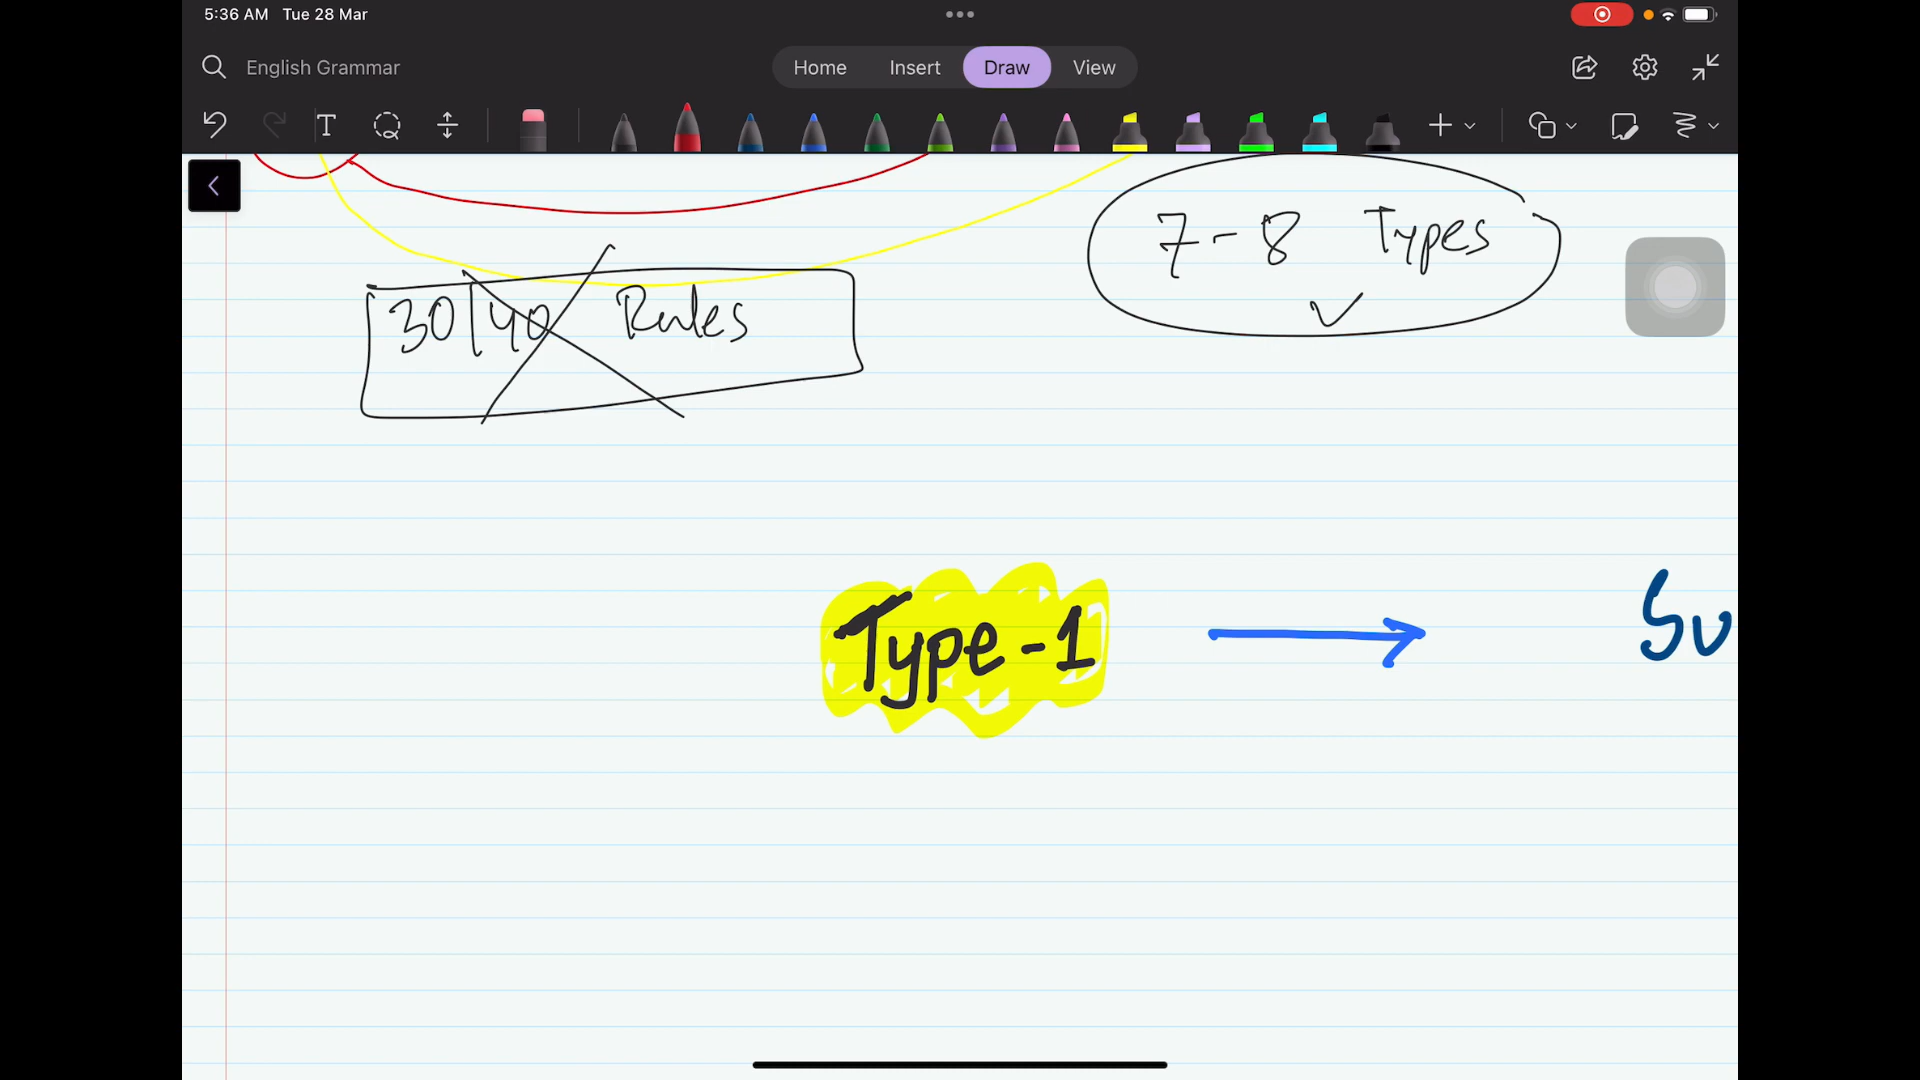 5:36 AM Tue 28 Mar
English Grammar
Home Insert Draw View
T
7-8 Types
30|40 Rules
Type-1 → Su